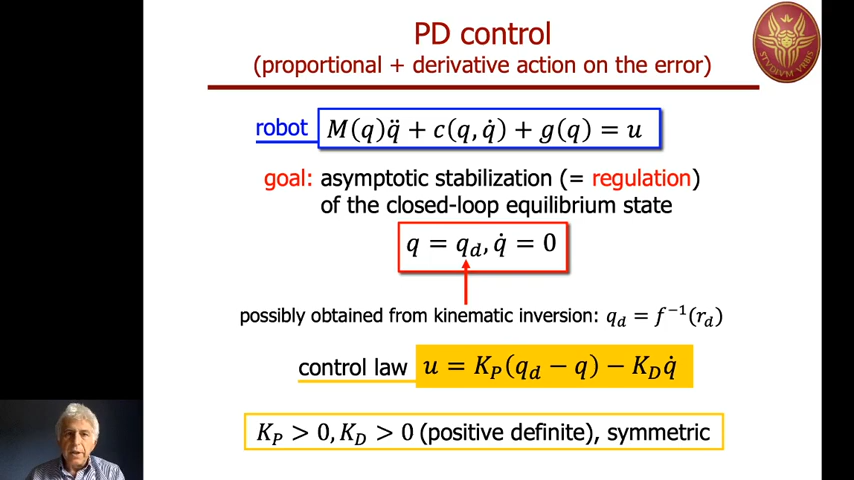 PD control
(proportional + derivative action on the error)
robot M(q)q̈ + c(q, q̇) + g(q) = u
goal: asymptotic stabilization (= regulation)
of the closed-loop equilibrium state
q = q_d, q̇ = 0
possibly obtained from kinematic inversion: q_d = f⁻¹(r_d)
control law u = K_P(q_d − q) − K_D q̇
K_P > 0, K_D > 0 (positive definite), symmetric